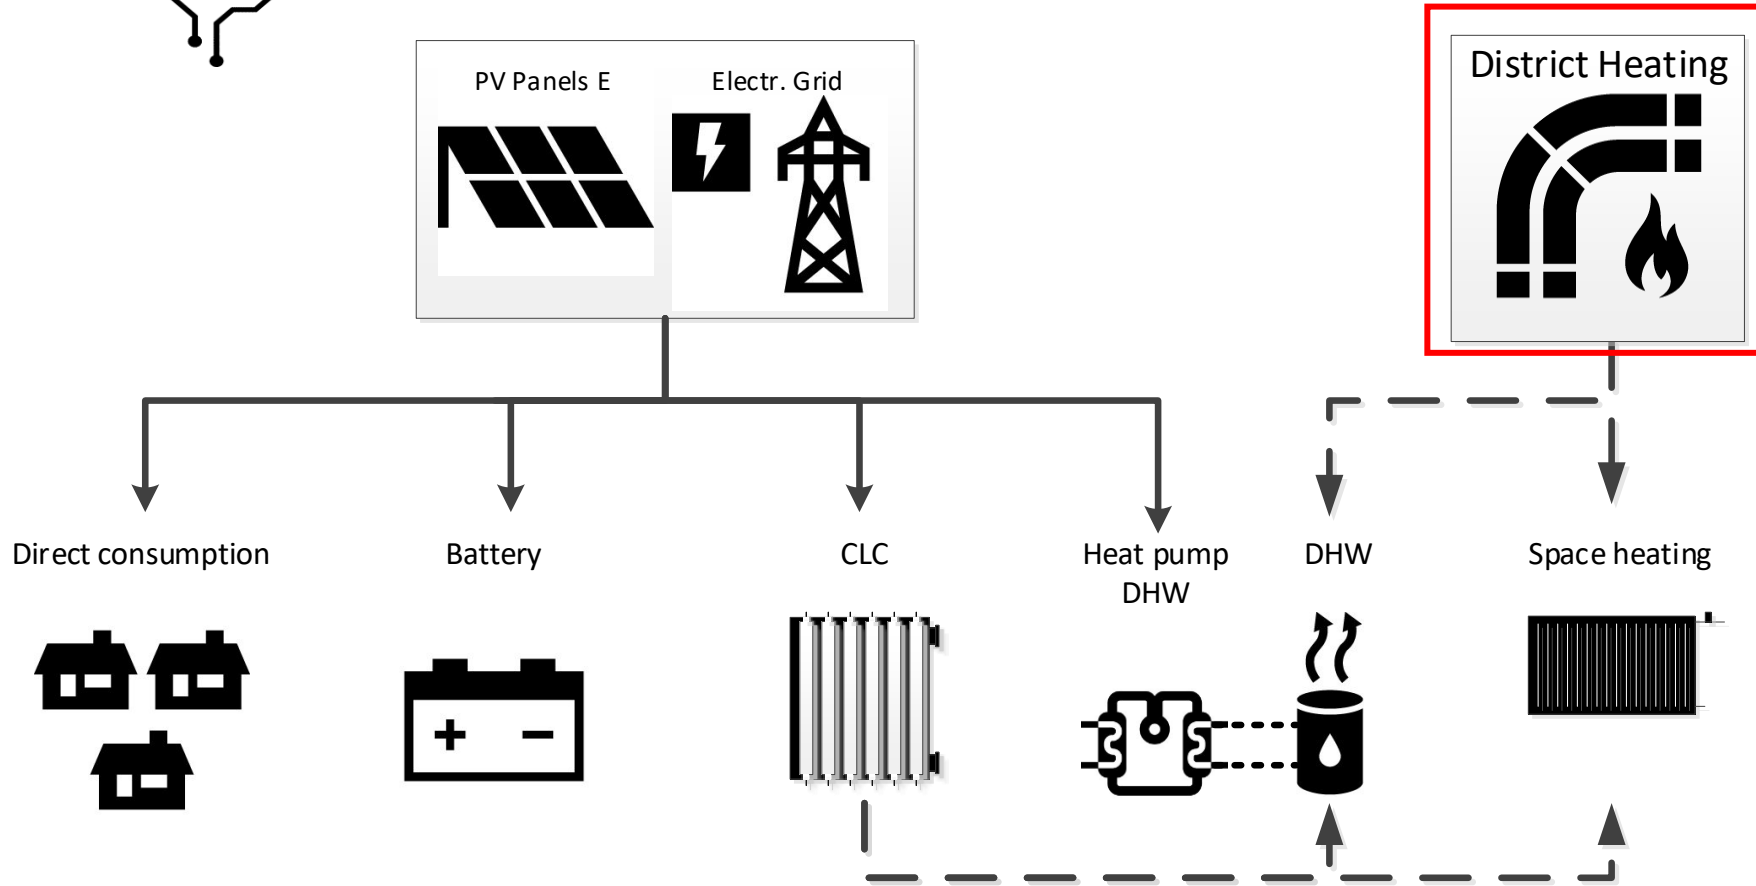 PV Panels E
Electr. Grid
District Heating
Direct consumption
Battery
CLC
Heat pump
DHW
DHW
Space heating